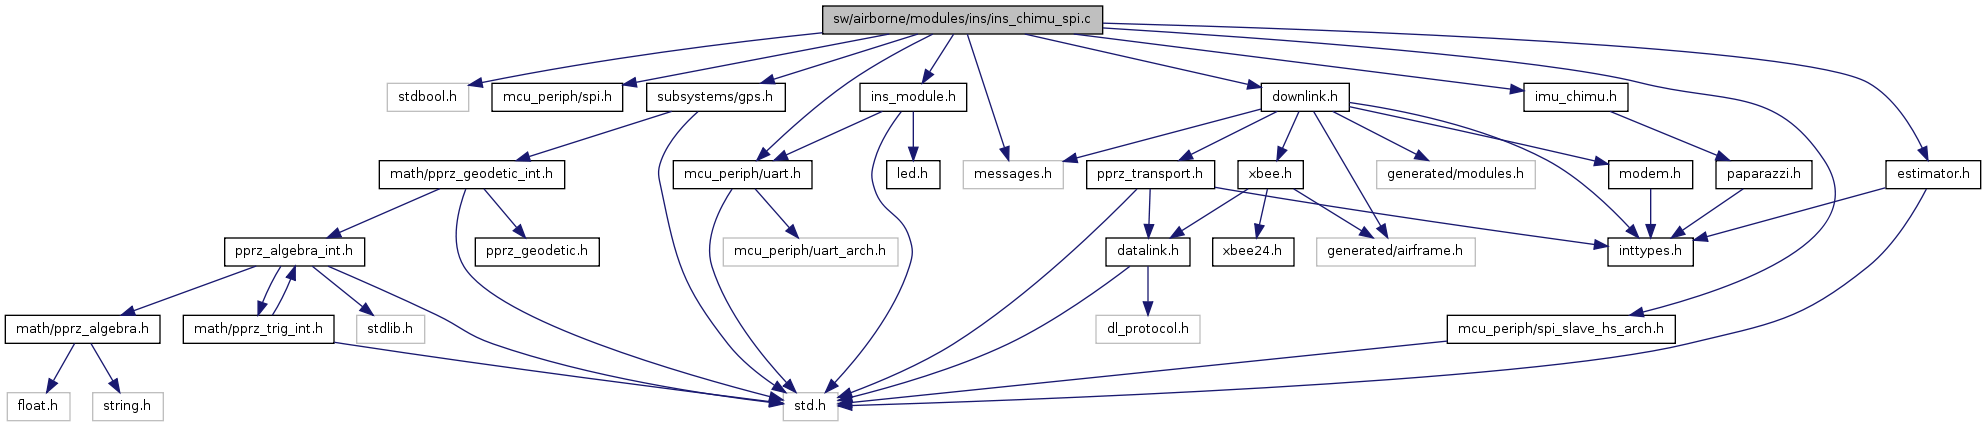 sw/airborne/modules/ins/ins_chimu_spi.c
stdbool.h
mcu_periph/spi.h
subsystems/gps.h
ins_module.h
downlink.h
imu_chimu.h
math/pprz_geodetic_int.h
mcu_periph/uart.h
led.h
messages.h
pprz_transport.h
xbee.h
generated/modules.h
modem.h
paparazzi.h
estimator.h
pprz_algebra_int.h
pprz_geodetic.h
mcu_periph/uart_arch.h
datalink.h
xbee24.h
generated/airframe.h
inttypes.h
math/pprz_algebra.h
math/pprz_trig_int.h
stdlib.h
dl_protocol.h
mcu_periph/spi_slave_hs_arch.h
float.h
string.h
std.h